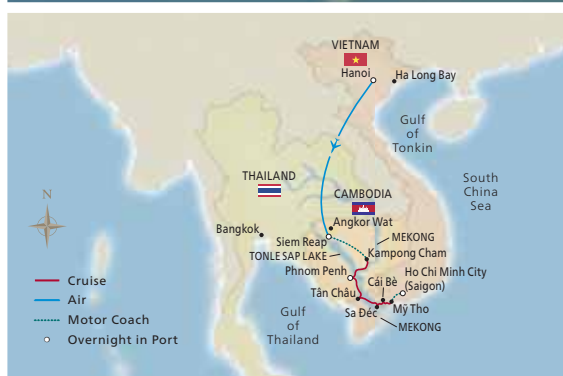 VIETNAM
Hanoi
Ha Long Bay
Gulf
of
Tonkin
South
China
Sea
THAILAND
CAMBODIA
Angkor Wat
Bangkok
Siem Reap
MEKONG
TONLE SAP LAKE
Kampong Cham
Phnom Penh
Ho Chi Minh City
(Saigon)
Cái Bè
Tân Châu
Mỹ Tho
Sa Đéc
MEKONG
Gulf
of
Thailand
N
Cruise
Air
Motor Coach
Overnight in Port